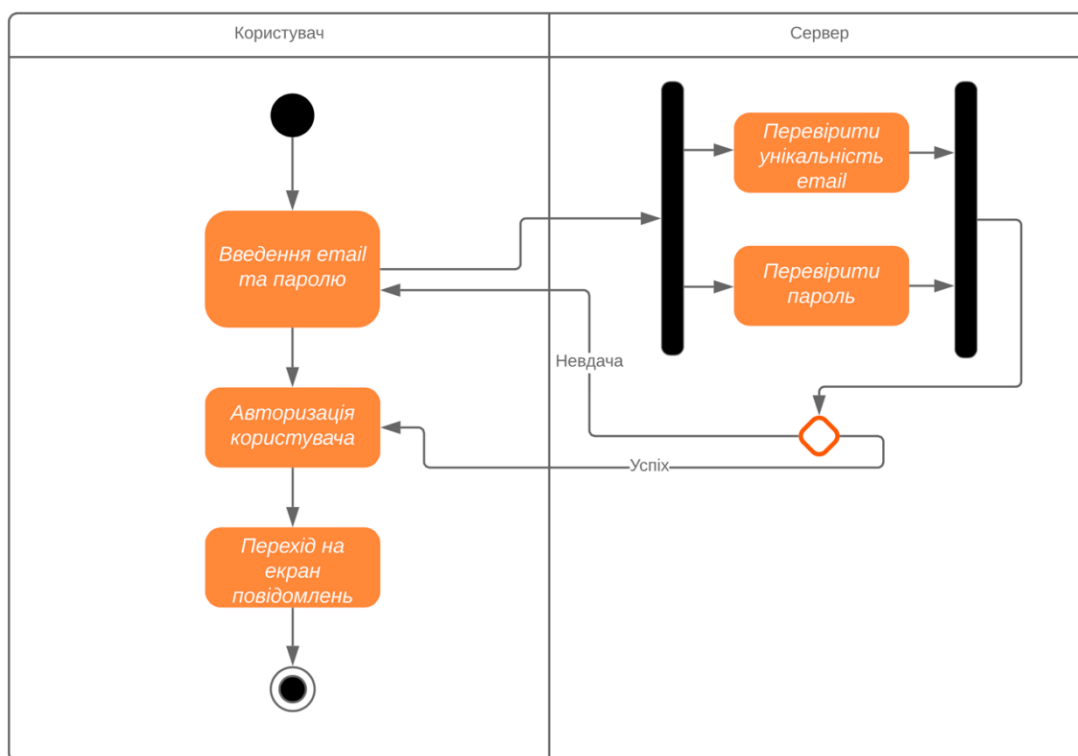 Користувач
Сервер
Перевірити
унікальність
email
Введення email
та паролю
Перевірити
пароль
Невдача
Авторизація
користувача
Успіх
Перехід на
екран
повідомлень